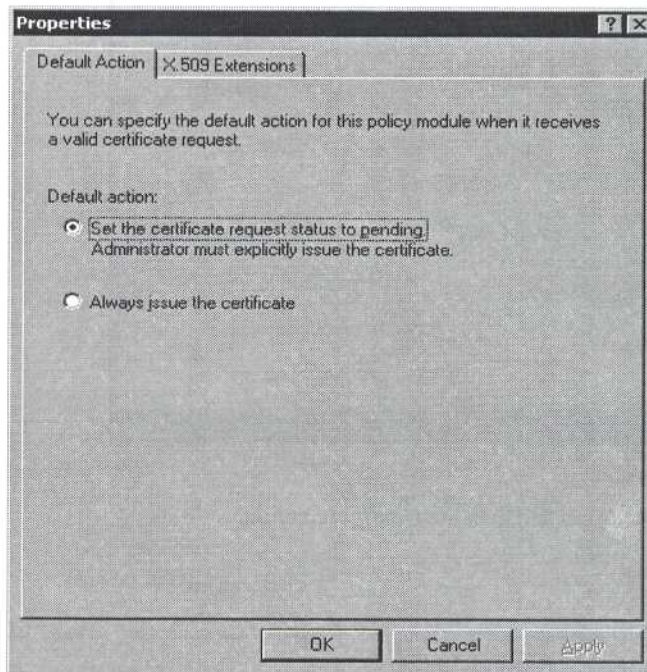 Properties
Default Action
X.509 Extensions
You can specify the default action for this policy module when it receives
a valid certificate request.
Default action:
Set the certificate request status to pending.
Administrator must explicitly issue the certificate.
Always issue the certificate
OK
Cancel
Apply